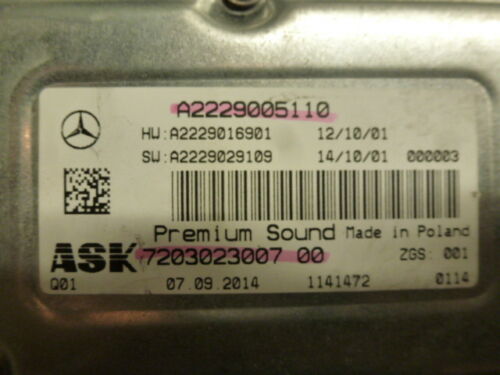 A2229005110
HW:A2229016901 12/10/01
SW:A2229029109 14/10/01 000003
Premium Sound Made in Poland
ASK 7203023007 00 ZGS: 001
Q01 07.09.2014 1141472 0114